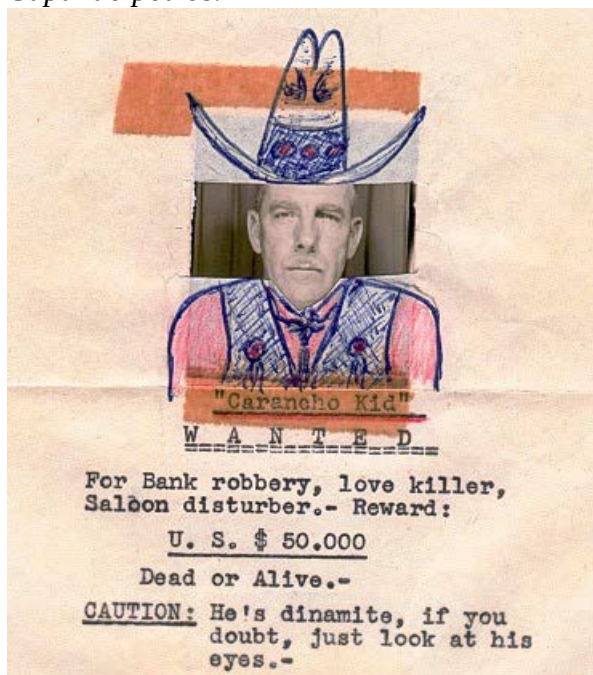 "Carancho Kid"
W A N T E D
For Bank robbery, love killer,
Saloon disturber.- Reward:
U. S. $ 50.000
Dead or Alive.-
CAUTION: He's dinamite, if you
doubt, just look at his
eyes.-